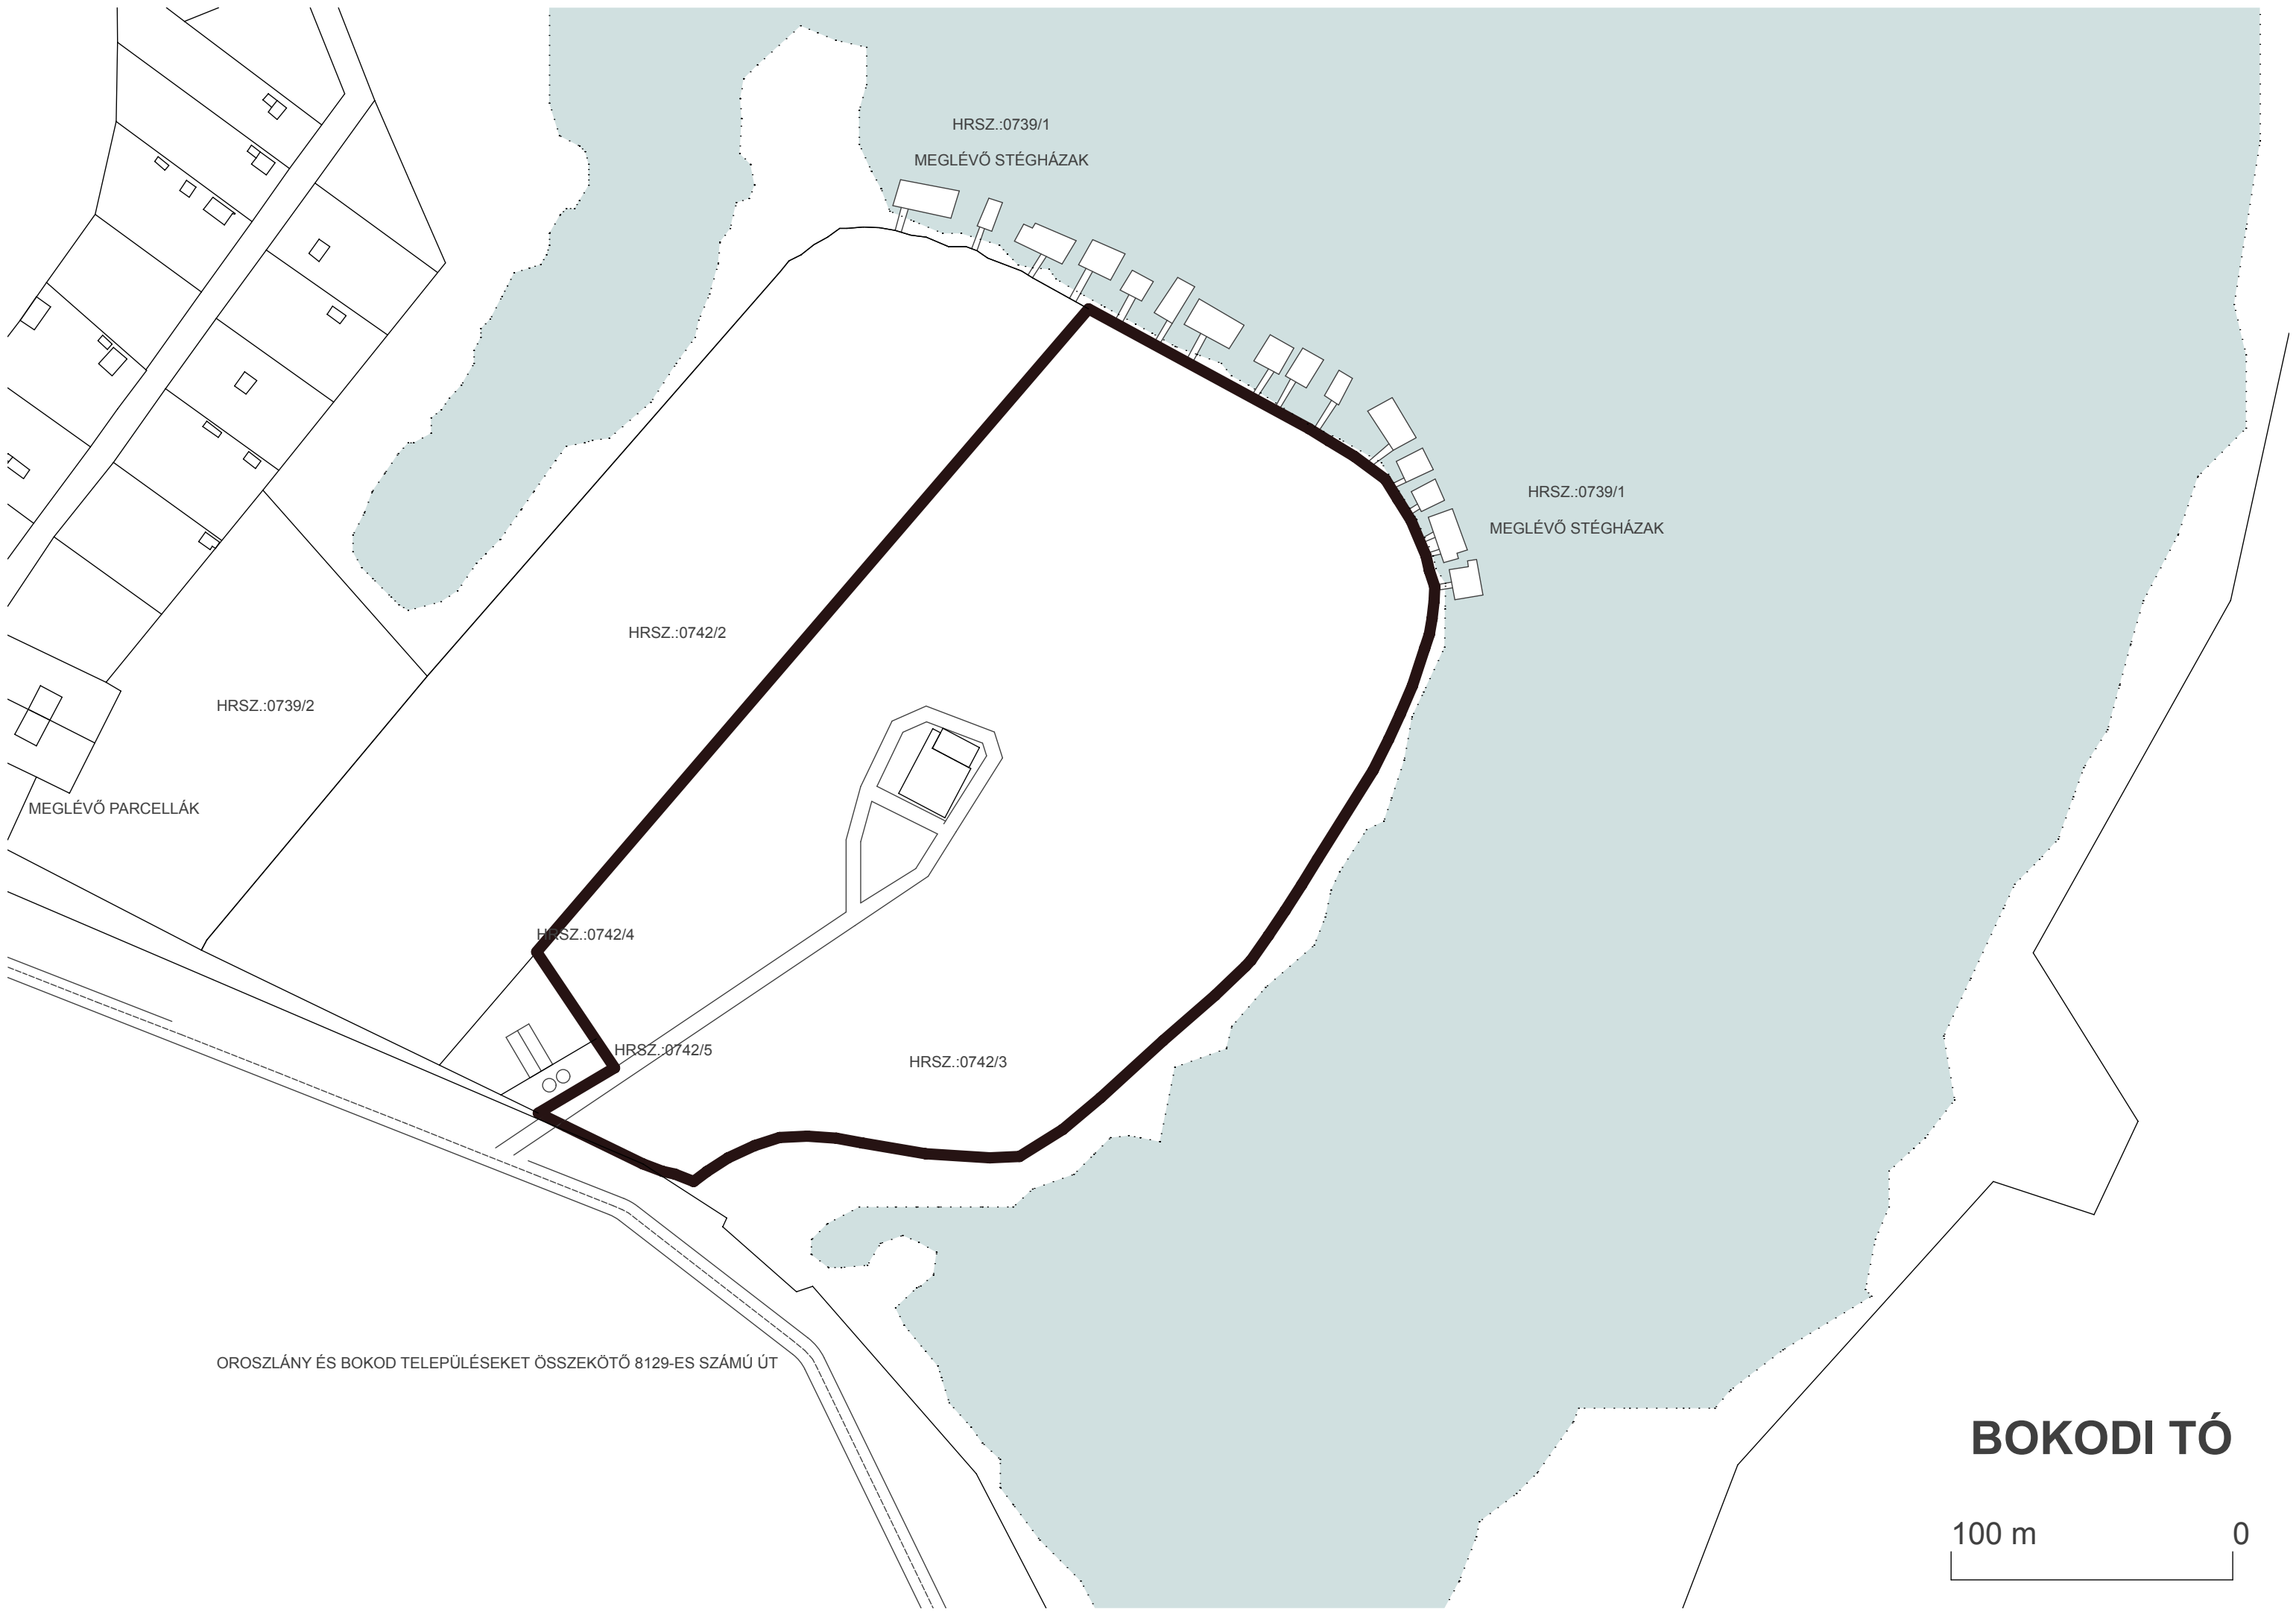 HRSZ.:0739/1
MEGLÉVŐ STÉGHÁZAK
HRSZ.:0739/1
MEGLÉVŐ STÉGHÁZAK
HRSZ.:0742/2
HRSZ.:0739/2
MEGLÉVŐ PARCELLÁK
HRSZ.:0742/4
HRSZ.:0742/5
HRSZ.:0742/3
OROSZLÁNY ÉS BOKOD TELEPÜLÉSEKET ÖSSZEKÖTŐ 8129-ES SZÁMÚ ÚT
BOKODI TÓ
100 m 0